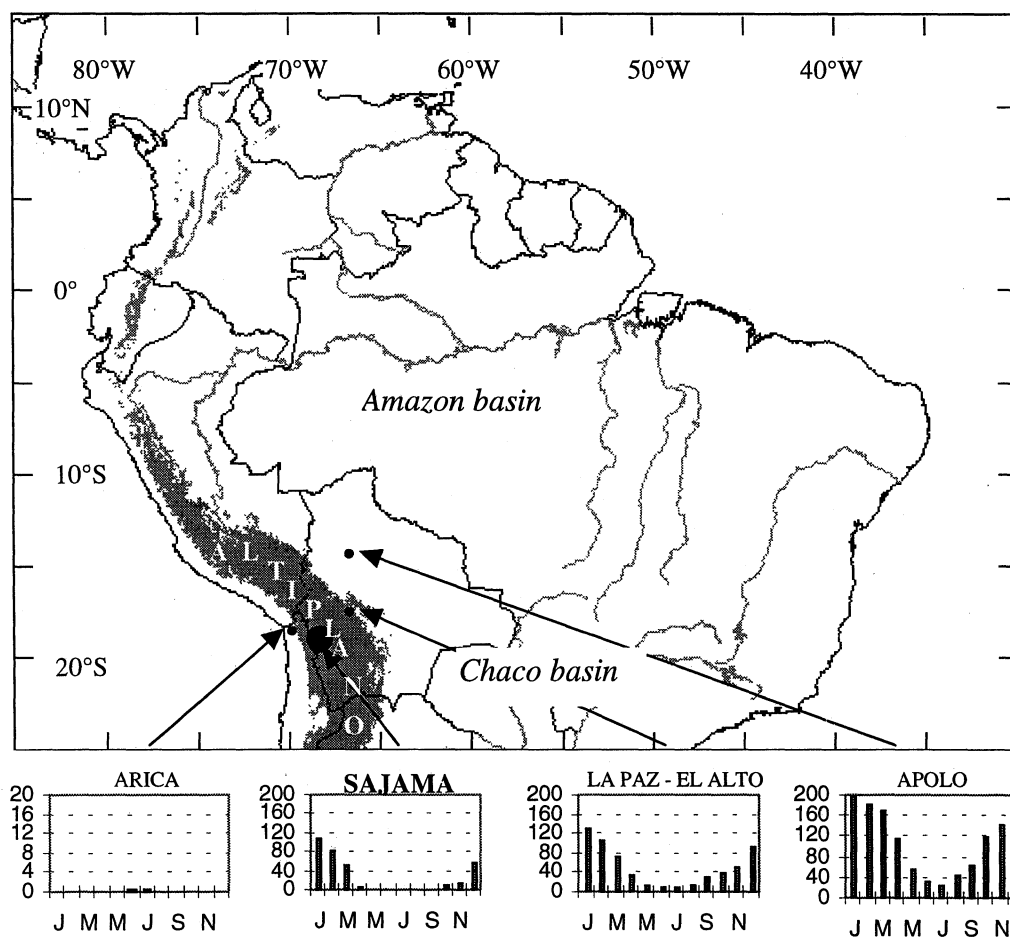 80°W 70°W 60°W 50°W 40°W
10°N
0°
Amazon basin
10°S
ALTIPLANO
20°S
Chaco basin
ARICA
20
16
12
8
4
0
J M M J S N
SAJAMA
200
160
120
80
40
0
J M M J S N
LA PAZ - EL ALTO
200
160
120
80
40
0
J M M J S N
APOLO
200
160
120
80
40
0
J M M J S N